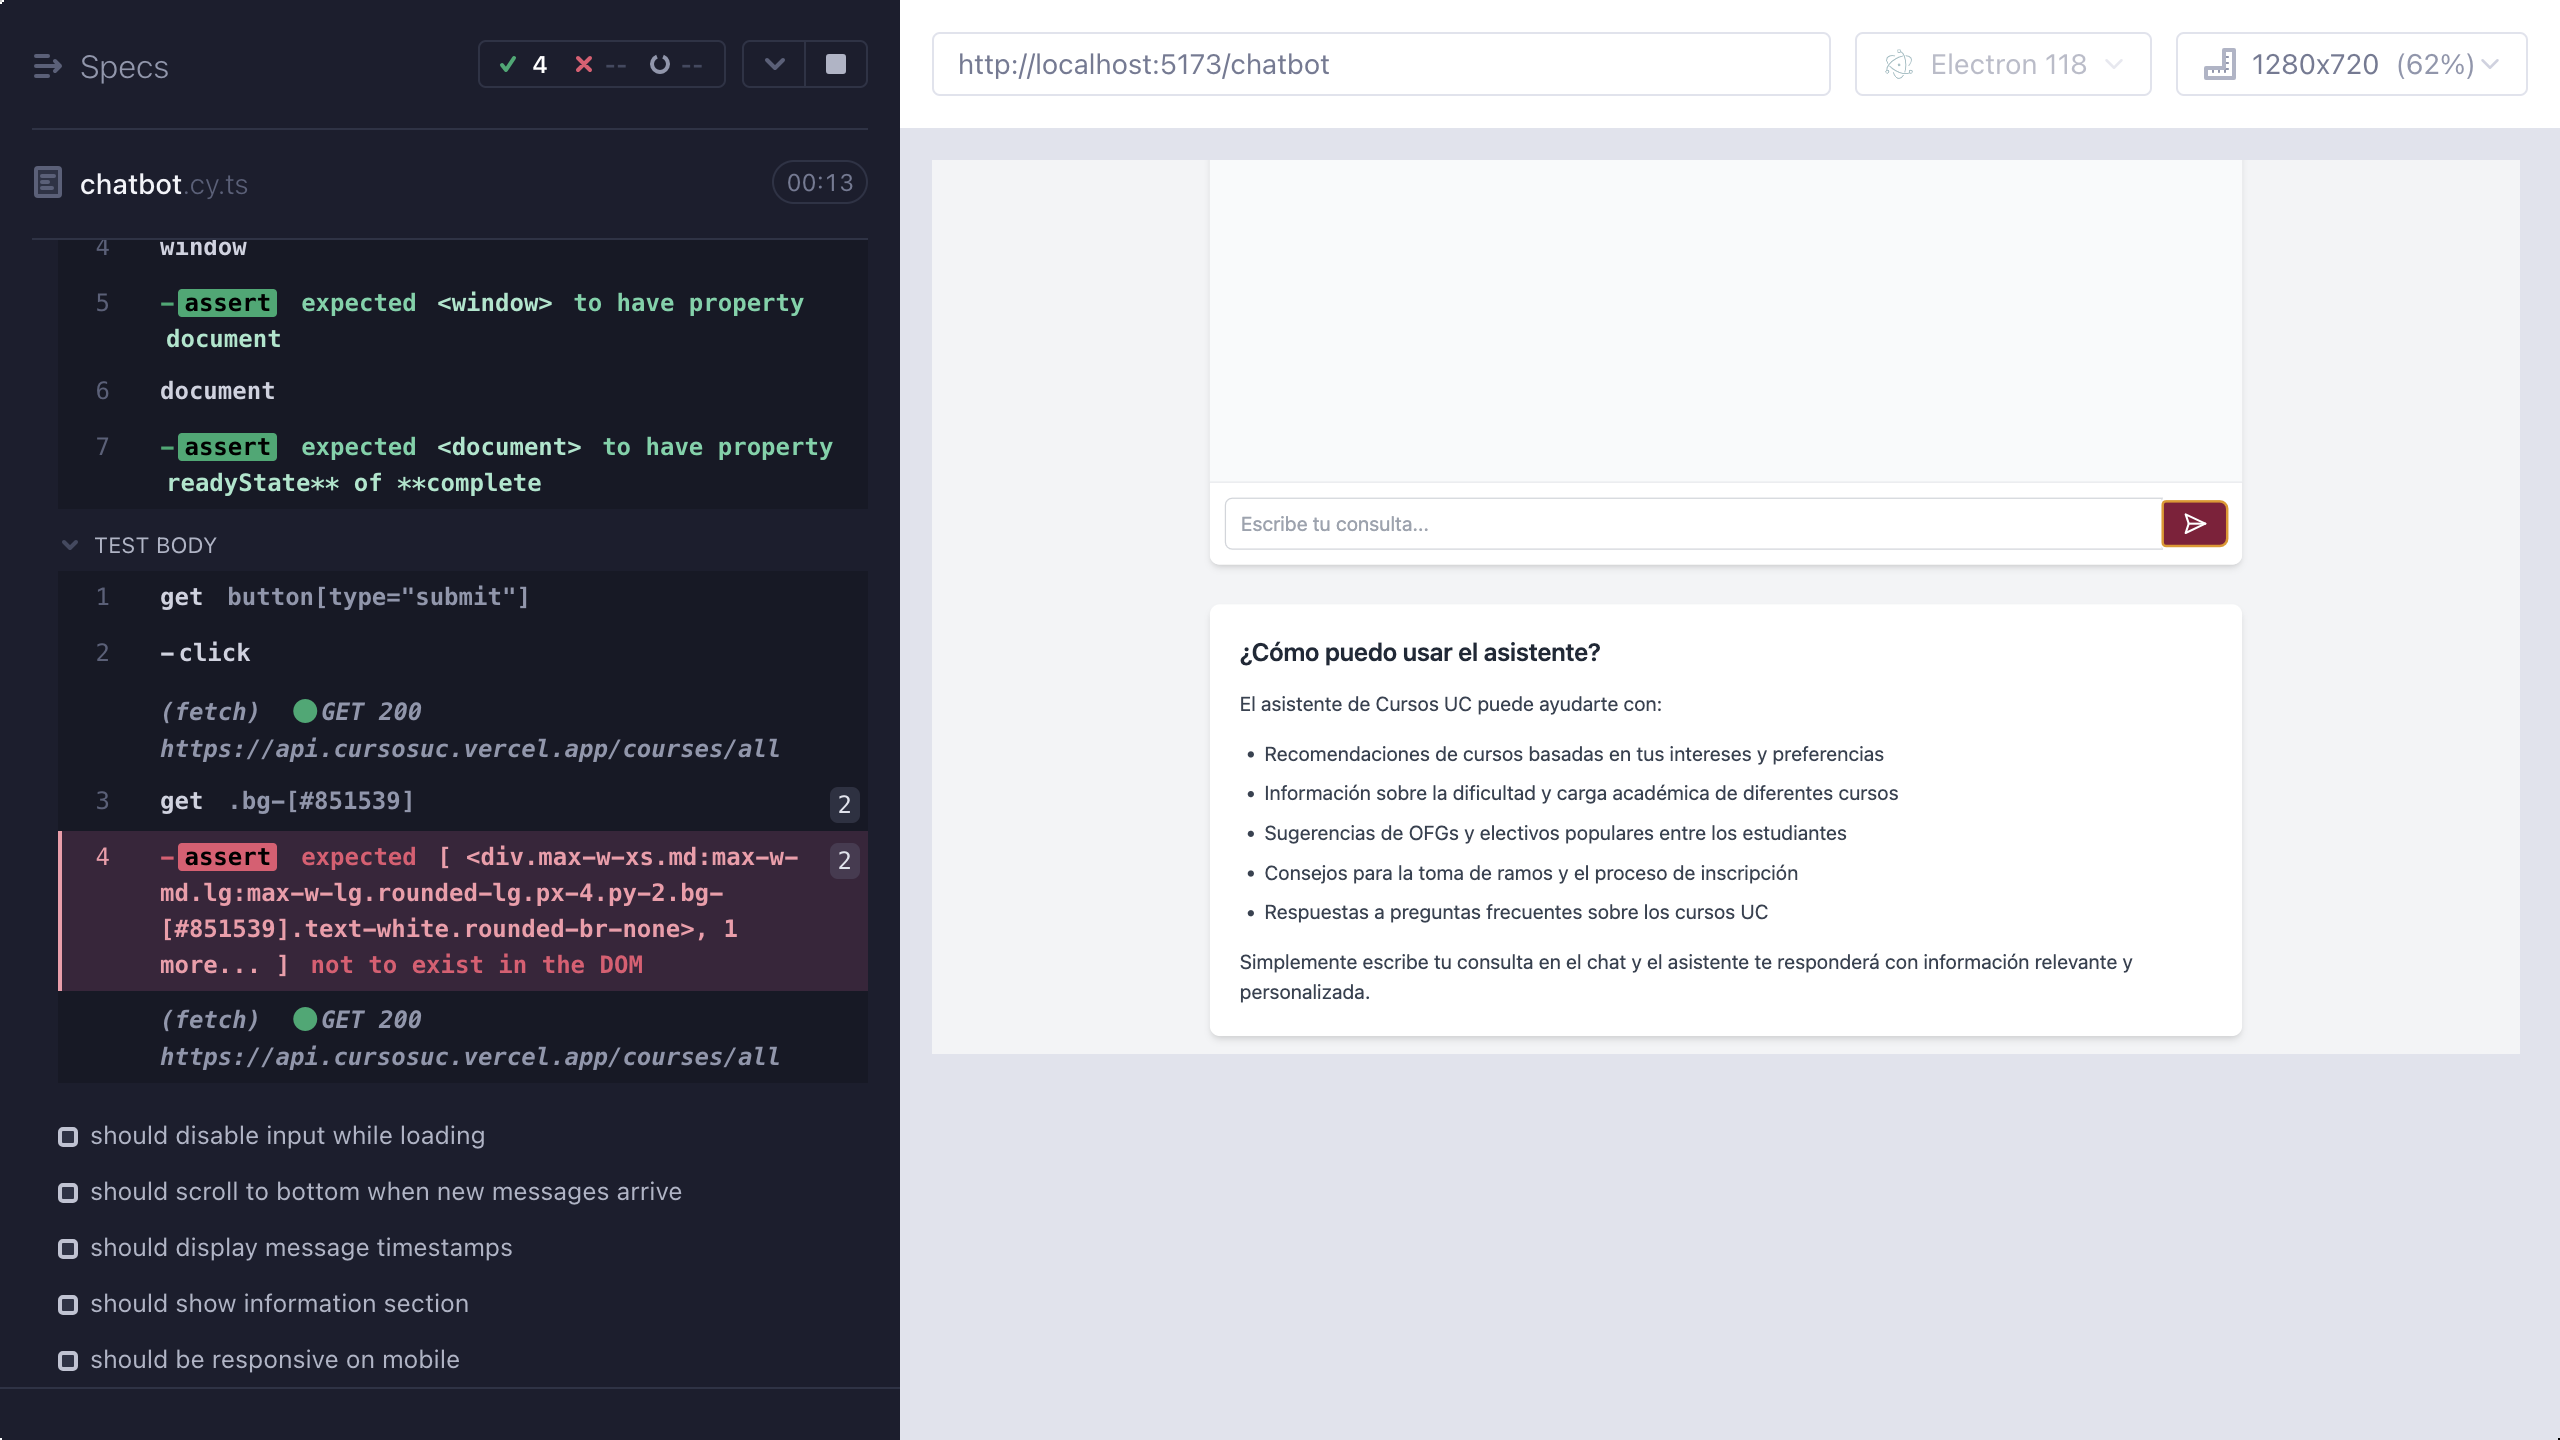 Specs
4
--
--
chatbot.cy.ts
00:13
4 window
5 -assert expected <window> to have property
document
6 document
7 -assert expected <document> to have property
readyState** of **complete
TEST BODY
1 get button[type="submit"]
2 -click
(fetch) GET 200
https://api.cursosuc.vercel.app/courses/all
3 get .bg-[#851539] 2
4 -assert expected [ <div.max-w-xs.md:max-w- 2
md.lg:max-w-lg.rounded-lg.px-4.py-2.bg-
[#851539].text-white.rounded-br-none>, 1
more... ] not to exist in the DOM
(fetch) GET 200
https://api.cursosuc.vercel.app/courses/all
should disable input while loading
should scroll to bottom when new messages arrive
should display message timestamps
should show information section
should be responsive on mobile
http://localhost:5173/chatbot
Electron 118
1280x720 (62%)
Escribe tu consulta...
¿Cómo puedo usar el asistente?
El asistente de Cursos UC puede ayudarte con:
• Recomendaciones de cursos basadas en tus intereses y preferencias
• Información sobre la dificultad y carga académica de diferentes cursos
• Sugerencias de OFGs y electivos populares entre los estudiantes
• Consejos para la toma de ramos y el proceso de inscripción
• Respuestas a preguntas frecuentes sobre los cursos UC
Simplemente escribe tu consulta en el chat y el asistente te responderá con información relevante y
personalizada.